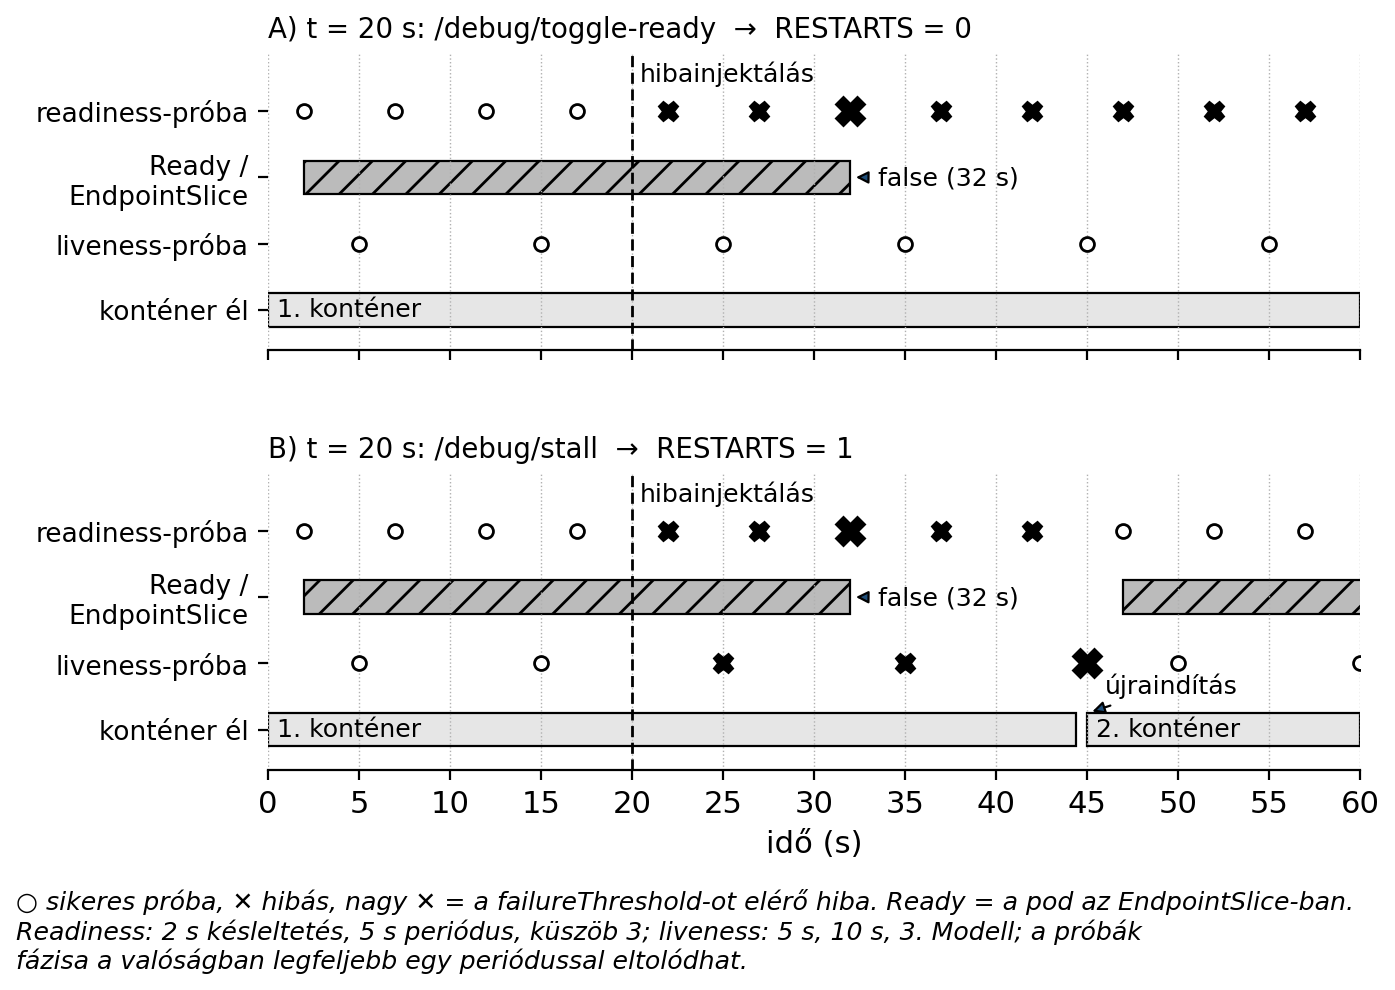 A) t = 20 s: /debug/toggle-ready → RESTARTS = 0
hibainjektálás
readiness-próba
Ready /
EndpointSlice
false (32 s)
liveness-próba
konténer él
1. konténer
B) t = 20 s: /debug/stall → RESTARTS = 1
hibainjektálás
readiness-próba
Ready /
EndpointSlice
false (32 s)
liveness-próba
újraindítás
konténer él
1. konténer
2. konténer
0 5 10 15 20 25 30 35 40 45 50 55 60
idő (s)
○ sikeres próba, ✕ hibás, nagy ✕ = a failureThreshold-ot elérő hiba. Ready = a pod az EndpointSlice-ban.
Readiness: 2 s késleltetés, 5 s periódus, küszöb 3; liveness: 5 s, 10 s, 3. Modell; a próbák
fázisa a valóságban legfeljebb egy periódussal eltolódhat.